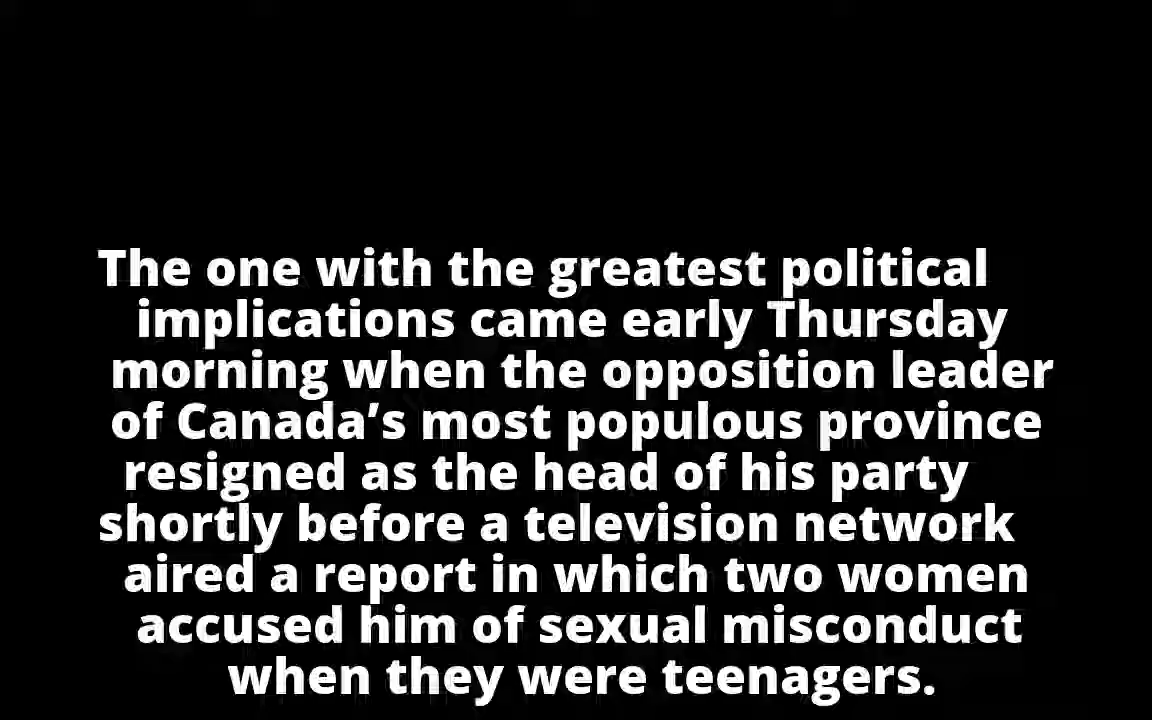 The one with the greatest political
implications came early Thursday
morning when the opposition leader
of Canada’s most populous province
resigned as the head of his party
shortly before a television network
aired a report in which two women
accused him of sexual misconduct
when they were teenagers.